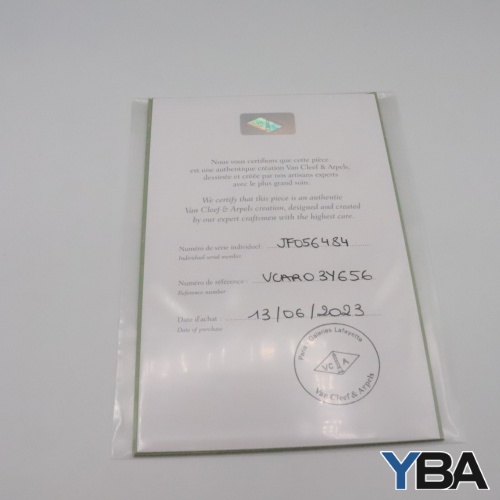 Nous vous certifions que cette pièce
est une authentique création Van Cleef & Arpels,
dessinée et créée par nos artisans experts
avec le plus grand soin.
We certify that this piece is an authentic
Van Cleef & Arpels creation, designed and created
by our expert craftsmen with the highest care.
Numéro de série individuel : JF056484
Individual serial number
Numéro de référence : VCARO3Y656
Reference number
Date d'achat : 13/06/2023
Date of purchase
Paris - Galeries Lafayette
VC A
Van Cleef & Arpels
YBA